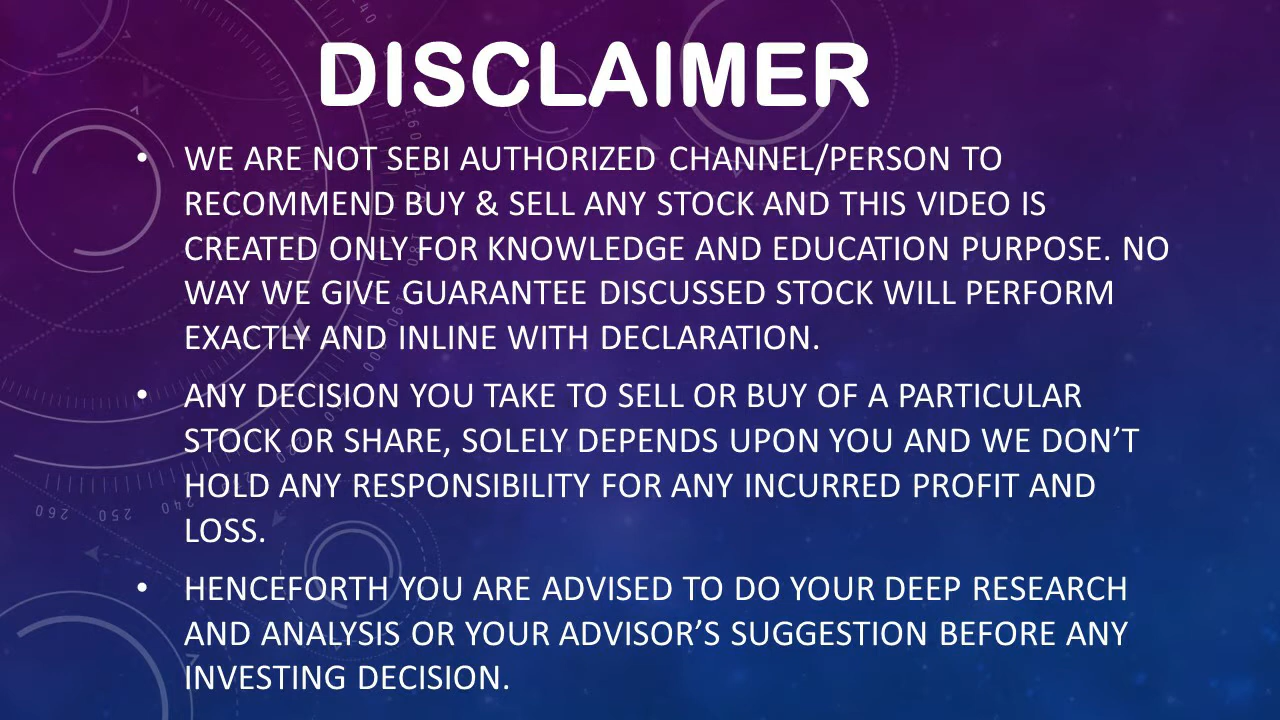 DISCLAIMER
• WE ARE NOT SEBI AUTHORIZED CHANNEL/PERSON TO
RECOMMEND BUY & SELL ANY STOCK AND THIS VIDEO IS
CREATED ONLY FOR KNOWLEDGE AND EDUCATION PURPOSE. NO
WAY WE GIVE GUARANTEE DISCUSSED STOCK WILL PERFORM
EXACTLY AND INLINE WITH DECLARATION.
• ANY DECISION YOU TAKE TO SELL OR BUY OF A PARTICULAR
STOCK OR SHARE, SOLELY DEPENDS UPON YOU AND WE DON’T
HOLD ANY RESPONSIBILITY FOR ANY INCURRED PROFIT AND
LOSS.
• HENCEFORTH YOU ARE ADVISED TO DO YOUR DEEP RESEARCH
AND ANALYSIS OR YOUR ADVISOR’S SUGGESTION BEFORE ANY
INVESTING DECISION.